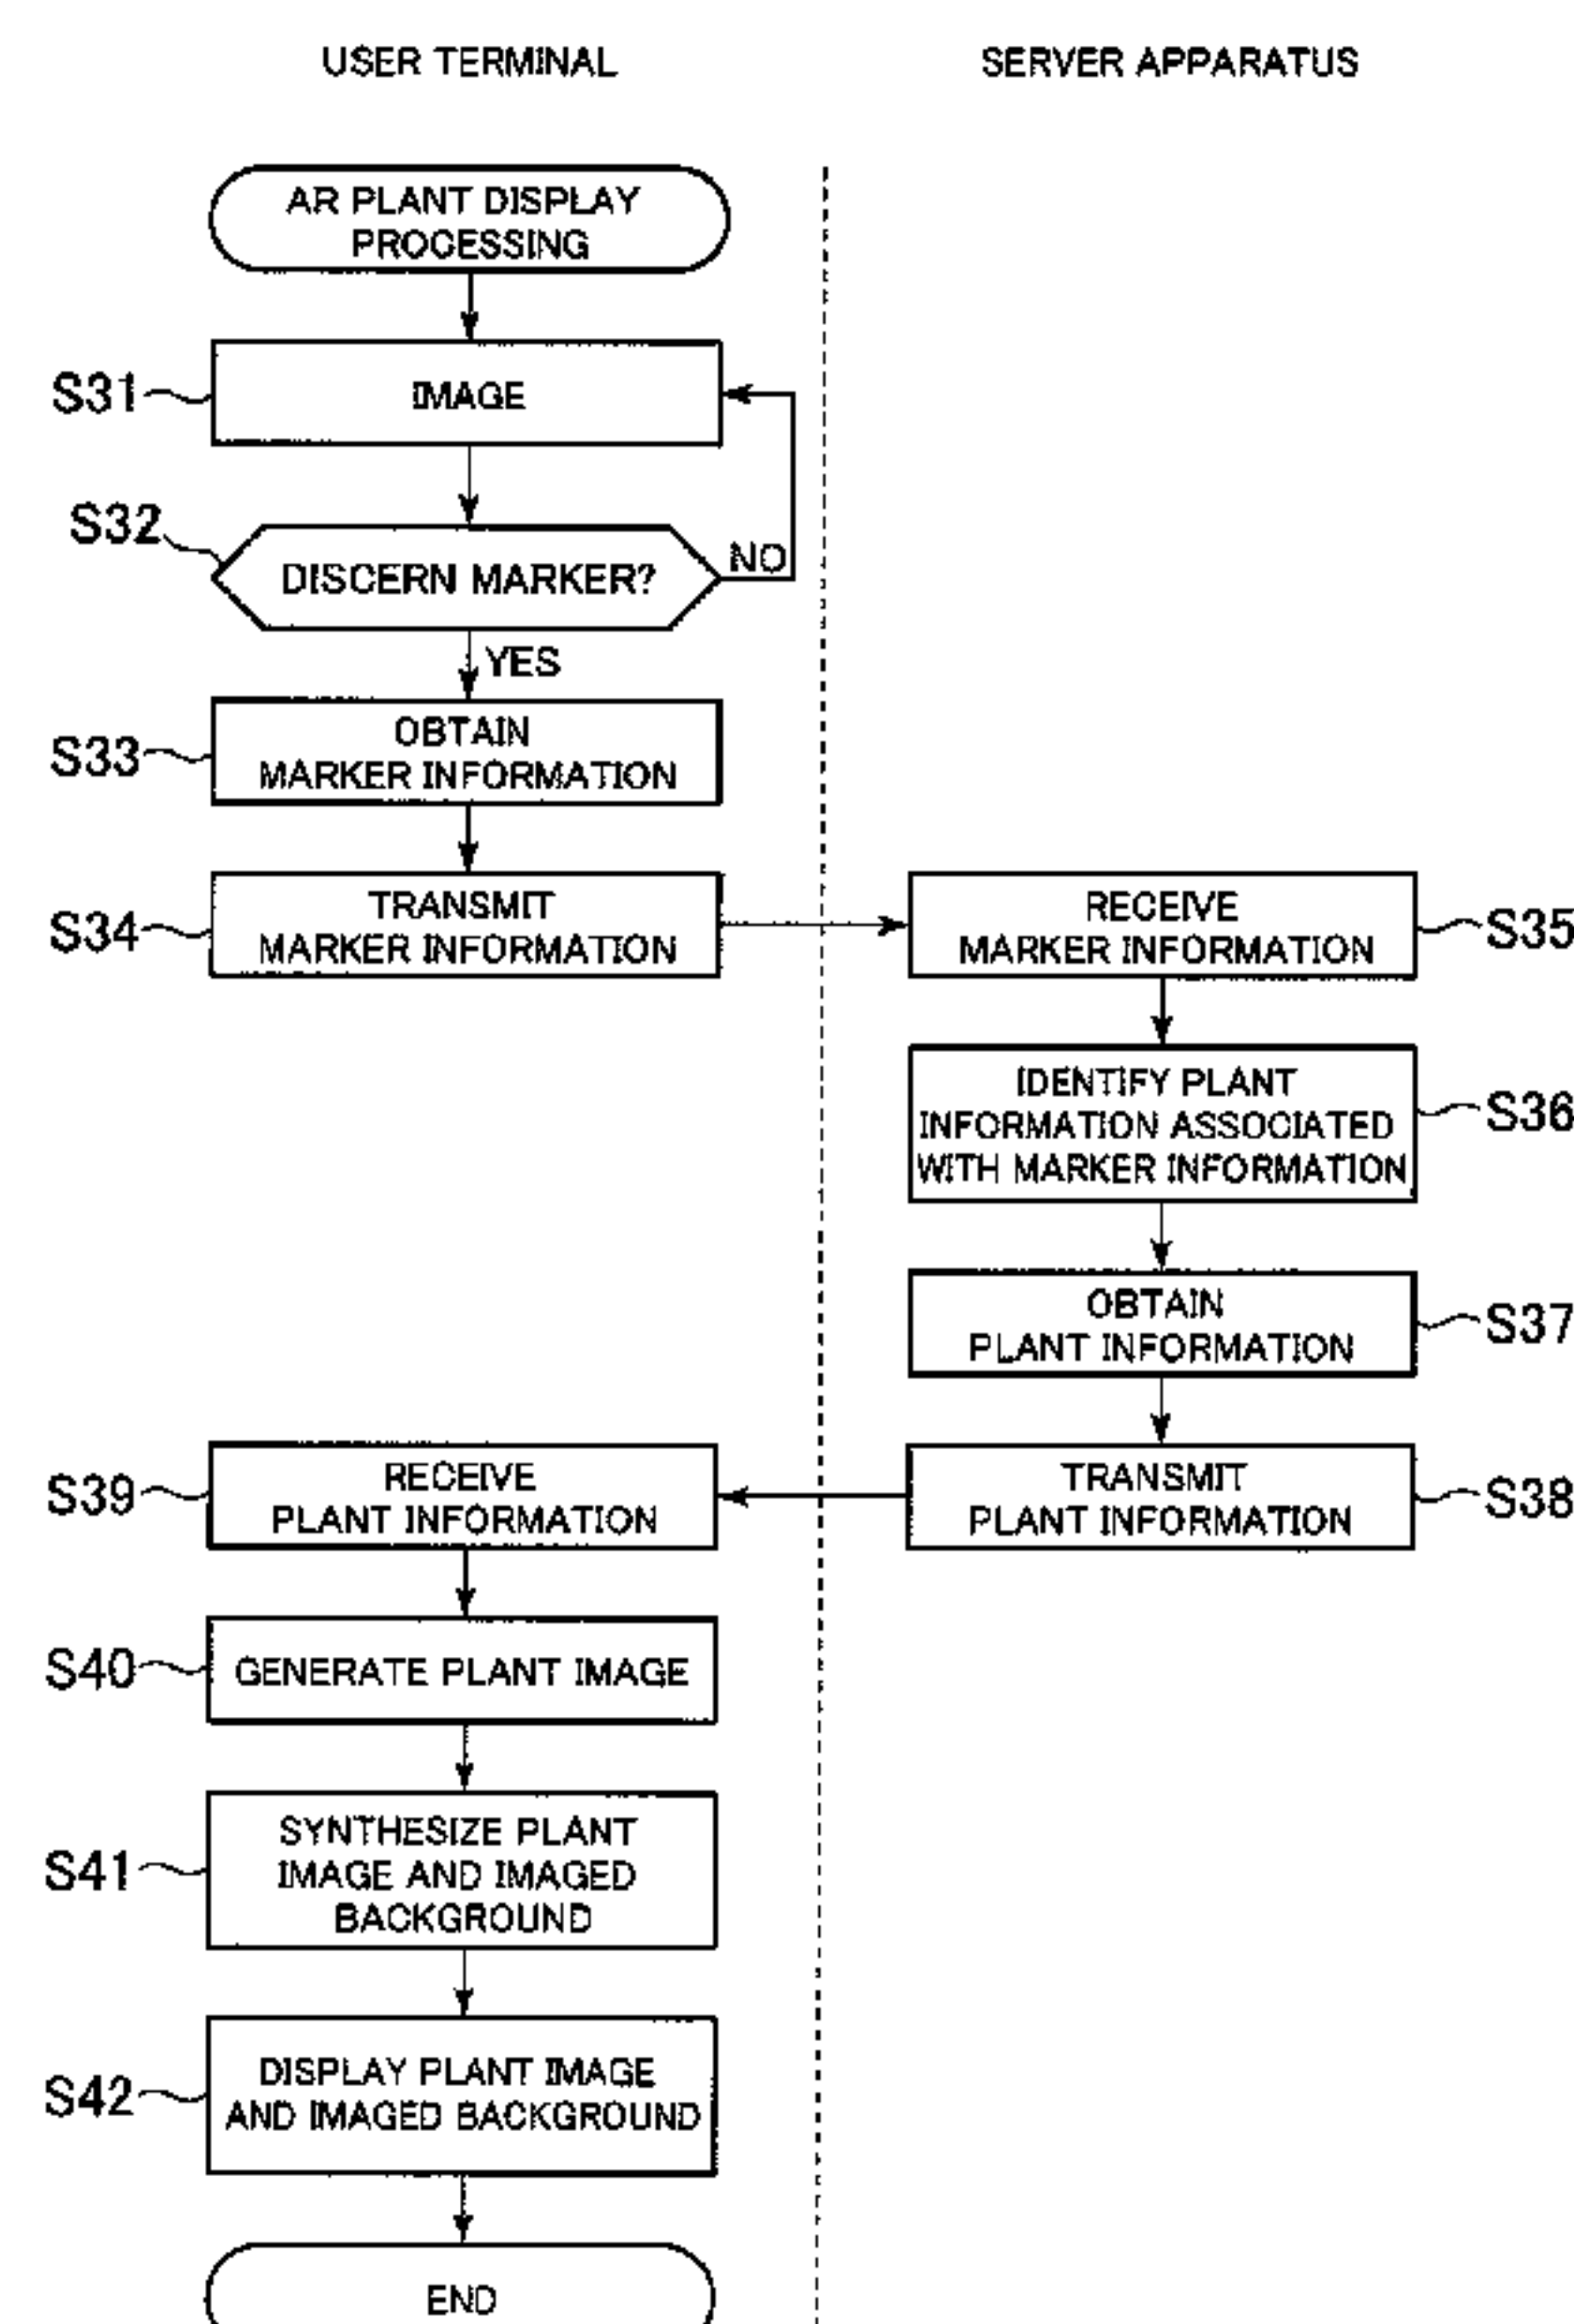 USER TERMINAL
SERVER APPARATUS
AR PLANT DISPLAY
PROCESSING
S31
IMAGE
S32
DISCERN MARKER?
NO
YES
S33
OBTAIN
MARKER INFORMATION
S34
TRANSMIT
MARKER INFORMATION
RECEIVE
MARKER INFORMATION
S35
IDENTIFY PLANT
INFORMATION ASSOCIATED
WITH MARKER INFORMATION
S36
OBTAIN
PLANT INFORMATION
S37
TRANSMIT
PLANT INFORMATION
S38
S39
RECEIVE
PLANT INFORMATION
S40
GENERATE PLANT IMAGE
S41
SYNTHESIZE PLANT
IMAGE AND IMAGED
BACKGROUND
S42
DISPLAY PLANT IMAGE
AND IMAGED BACKGROUND
END